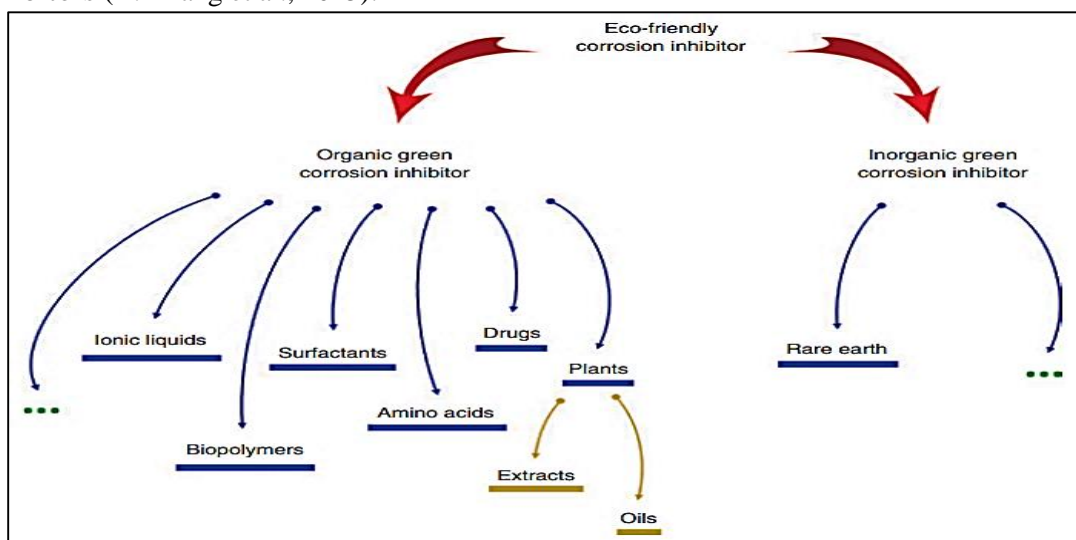 Eco-friendly
corrosion inhibitor
Organic green
corrosion inhibitor
Inorganic green
corrosion inhibitor
Ionic liquids
Surfactants
Drugs
Rare earth
Plants
...
...
Amino acids
Biopolymers
Extracts
Oils